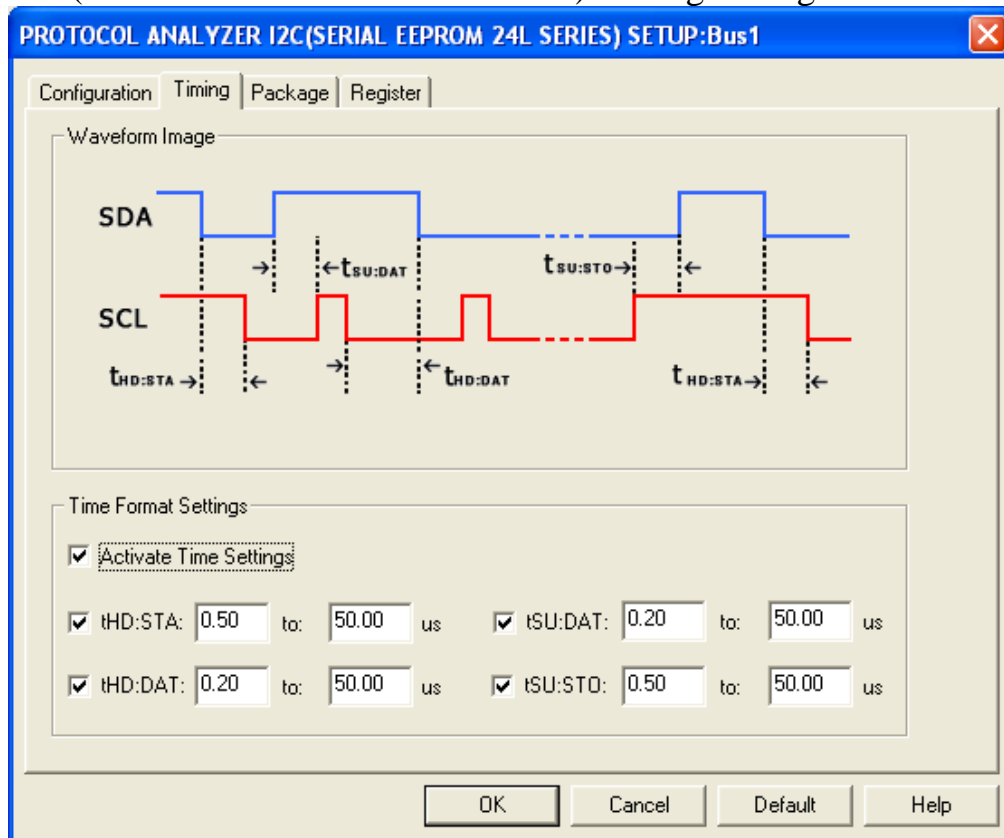 PROTOCOL ANALYZER I2C(SERIAL EEPROM 24L SERIES) SETUP:Bus1
Configuration Timing Package Register
Waveform Image
SDA
tSU:DAT tSU:STO
SCL
tHD:STA tHD:DAT tHD:STA
Time Format Settings
Activate Time Settings
tHD:STA: 0.50 to: 50.00 us tSU:DAT: 0.20 to: 50.00 us
tHD:DAT: 0.20 to: 50.00 us tSU:STO: 0.50 to: 50.00 us
OK Cancel Default Help